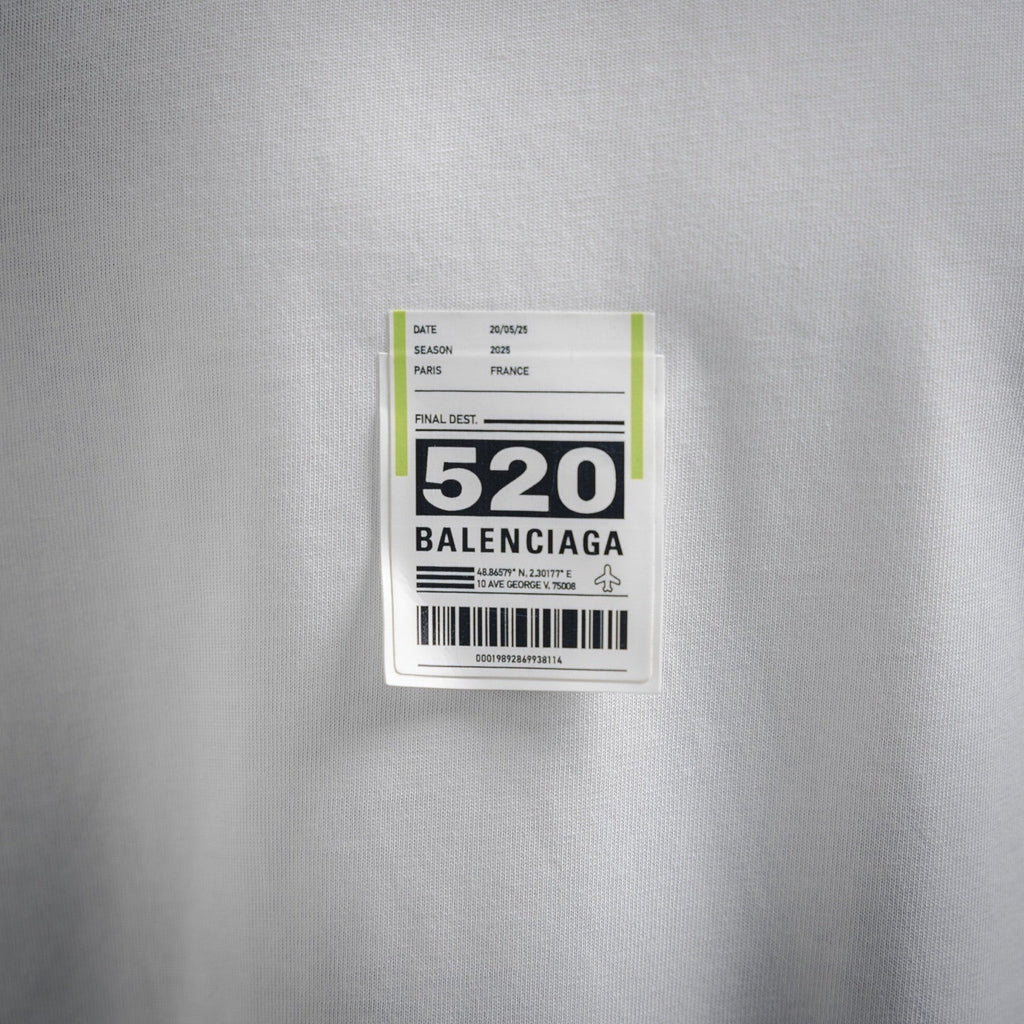 DATE 20/05/25
SEASON 2025
PARIS FRANCE
FINAL DEST.
520
BALENCIAGA
48.86579° N, 2.30177° E
10 AVE GEORGE V, 75008
00019892869938114